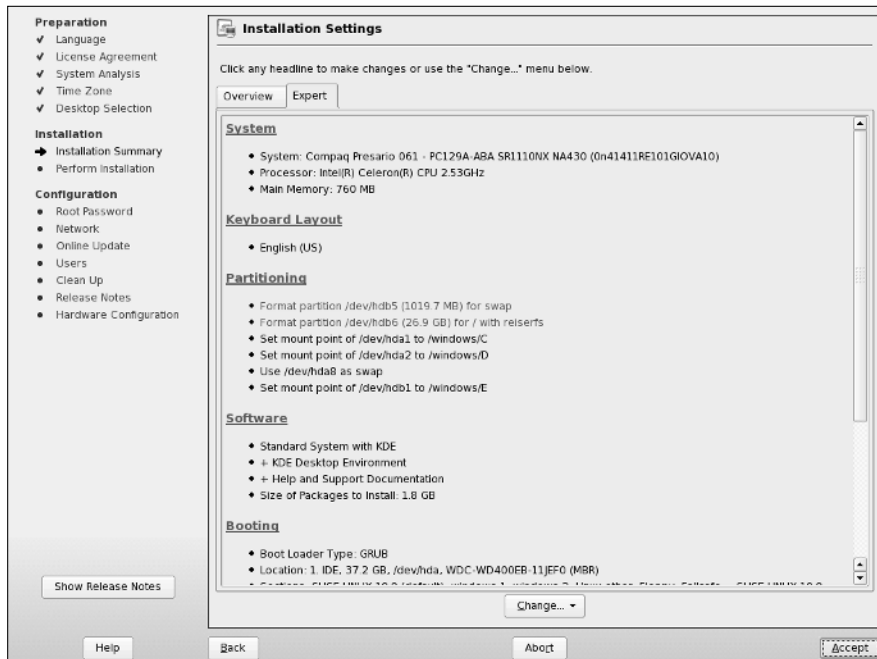 Preparation
Language
License Agreement
System Analysis
Time Zone
Desktop Selection
Installation
Installation Summary
Perform Installation
Configuration
Root Password
Network
Online Update
Users
Clean Up
Release Notes
Hardware Configuration
Show Release Notes
Installation Settings
Click any headline to make changes or use the "Change..." menu below.
Overview
Expert
System
System: Compaq Presario 061 - PC129A-ABA SR1110NX NA430 (0n41411RE101GIOVA10)
Processor: Intel(R) Celeron(R) CPU 2.53GHz
Main Memory: 760 MB
Keyboard Layout
English (US)
Partitioning
Format partition /dev/hdb5 (1019.7 MB) for swap
Format partition /dev/hdb6 (26.9 GB) for / with reiserfs
Set mount point of /dev/hda1 to /windows/C
Set mount point of /dev/hda2 to /windows/D
Use /dev/hda8 as swap
Set mount point of /dev/hdb1 to /windows/E
Software
Standard System with KDE
+ KDE Desktop Environment
+ Help and Support Documentation
Size of Packages to Install: 1.8 GB
Booting
Boot Loader Type: GRUB
Location: 1. IDE, 37.2 GB, /dev/hda, WDC-WD400EB-11JEF0 (MBR)
Change...
Help
Back
Abort
Accept